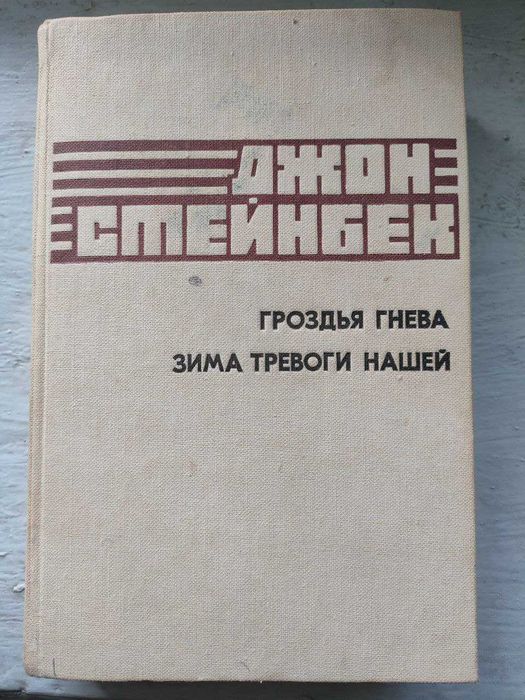 ДЖОН
СТЕЙНБЕК
ГРОЗДЬЯ ГНЕВА
ЗИМА ТРЕВОГИ НАШЕЙ